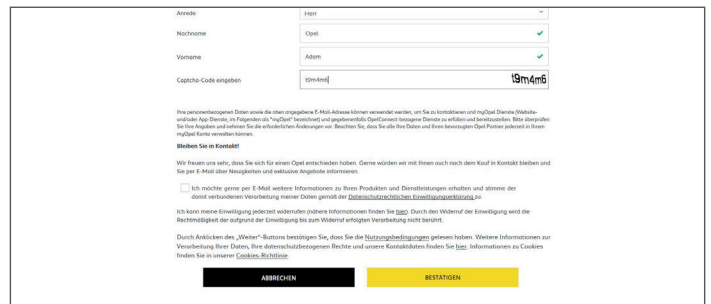 Anrede Herr
Nachname Opel
Vorname Adam
Captcha-Code eingeben t9m4m6 t9m4m6
Ihre personenbezogenen Daten sowie die oben angegebene E-Mail-Adresse können verwendet werden, um Sie zu kontaktieren und myOpel Dienste (Website-
und/oder App-Dienste, im Folgenden als "myOpel" bezeichnet) und gegebenenfalls OpelConnect-bezogene Dienste zu erfüllen und bereitzustellen. Bitte überprüfen
Sie Ihre Angaben und nehmen Sie die erforderlichen Änderungen vor. Beachten Sie, dass Sie alle Ihre Daten und Ihren bevorzugten Opel Partner jederzeit in Ihrem
myOpel Konto verwalten können.
Bleiben Sie in Kontakt!
Wir freuen uns sehr, dass Sie sich für einen Opel entschieden haben. Gerne würden wir mit Ihnen auch nach dem Kauf in Kontakt bleiben und
Sie per E-Mail über Neuigkeiten und exklusive Angebote informieren.
Ich möchte gerne per E-Mail weitere Informationen zu Ihren Produkten und Dienstleistungen erhalten und stimme der
damit verbundenen Verarbeitung meiner Daten gemäß der Datenschutzrechtlichen Einwilligungserklärung zu.
Ich kann meine Einwilligung jederzeit widerrufen (nähere Informationen finden Sie hier). Durch den Widerruf der Einwilligung wird die
Rechtmäßigkeit der aufgrund der Einwilligung bis zum Widerruf erfolgten Verarbeitung nicht berührt.
Durch Anklicken des „Weiter"-Buttons bestätigen Sie, dass Sie die Nutzungsbedingungen gelesen haben. Weitere Informationen zur
Verarbeitung Ihrer Daten, Ihre datenschutzbezogenen Rechte und unsere Kontaktdaten finden Sie hier. Informationen zu Cookies
finden Sie in unserer Cookies-Richtlinie.
ABBRECHEN BESTÄTIGEN